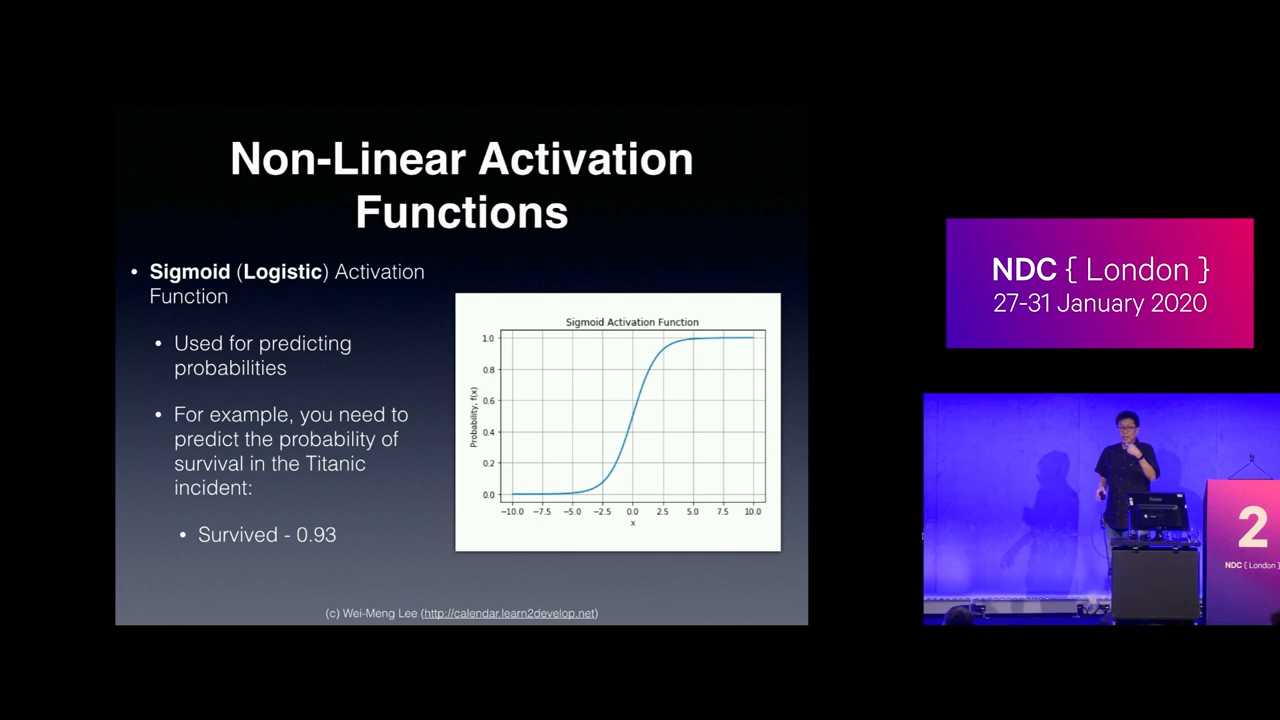 Non-Linear Activation
Functions
• Sigmoid (Logistic) Activation
Function
• Used for predicting
probabilities
• For example, you need to
predict the probability of
survival in the Titanic
incident:
• Survived - 0.93
Sigmoid Activation Function
Probability, f(x)
1.0
0.8
0.6
0.4
0.2
0.0
−10.0 −7.5 −5.0 −2.5 0.0 2.5 5.0 7.5 10.0
x
(c) Wei-Meng Lee (http://calendar.learn2develop.net)
NDC { London }
27-31 January 2020
2
NDC { London }